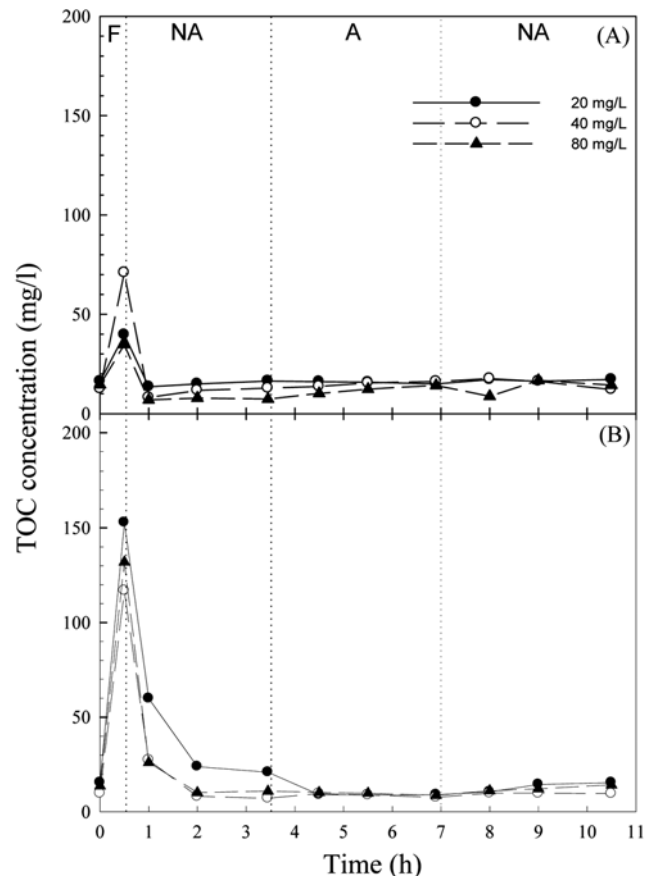 200
F NA A NA (A)
20 mg/L
40 mg/L
80 mg/L
150
100
50
0
TOC concentration (mg/l)
200
(B)
150
100
50
0
0 1 2 3 4 5 6 7 8 9 10 11
Time (h)